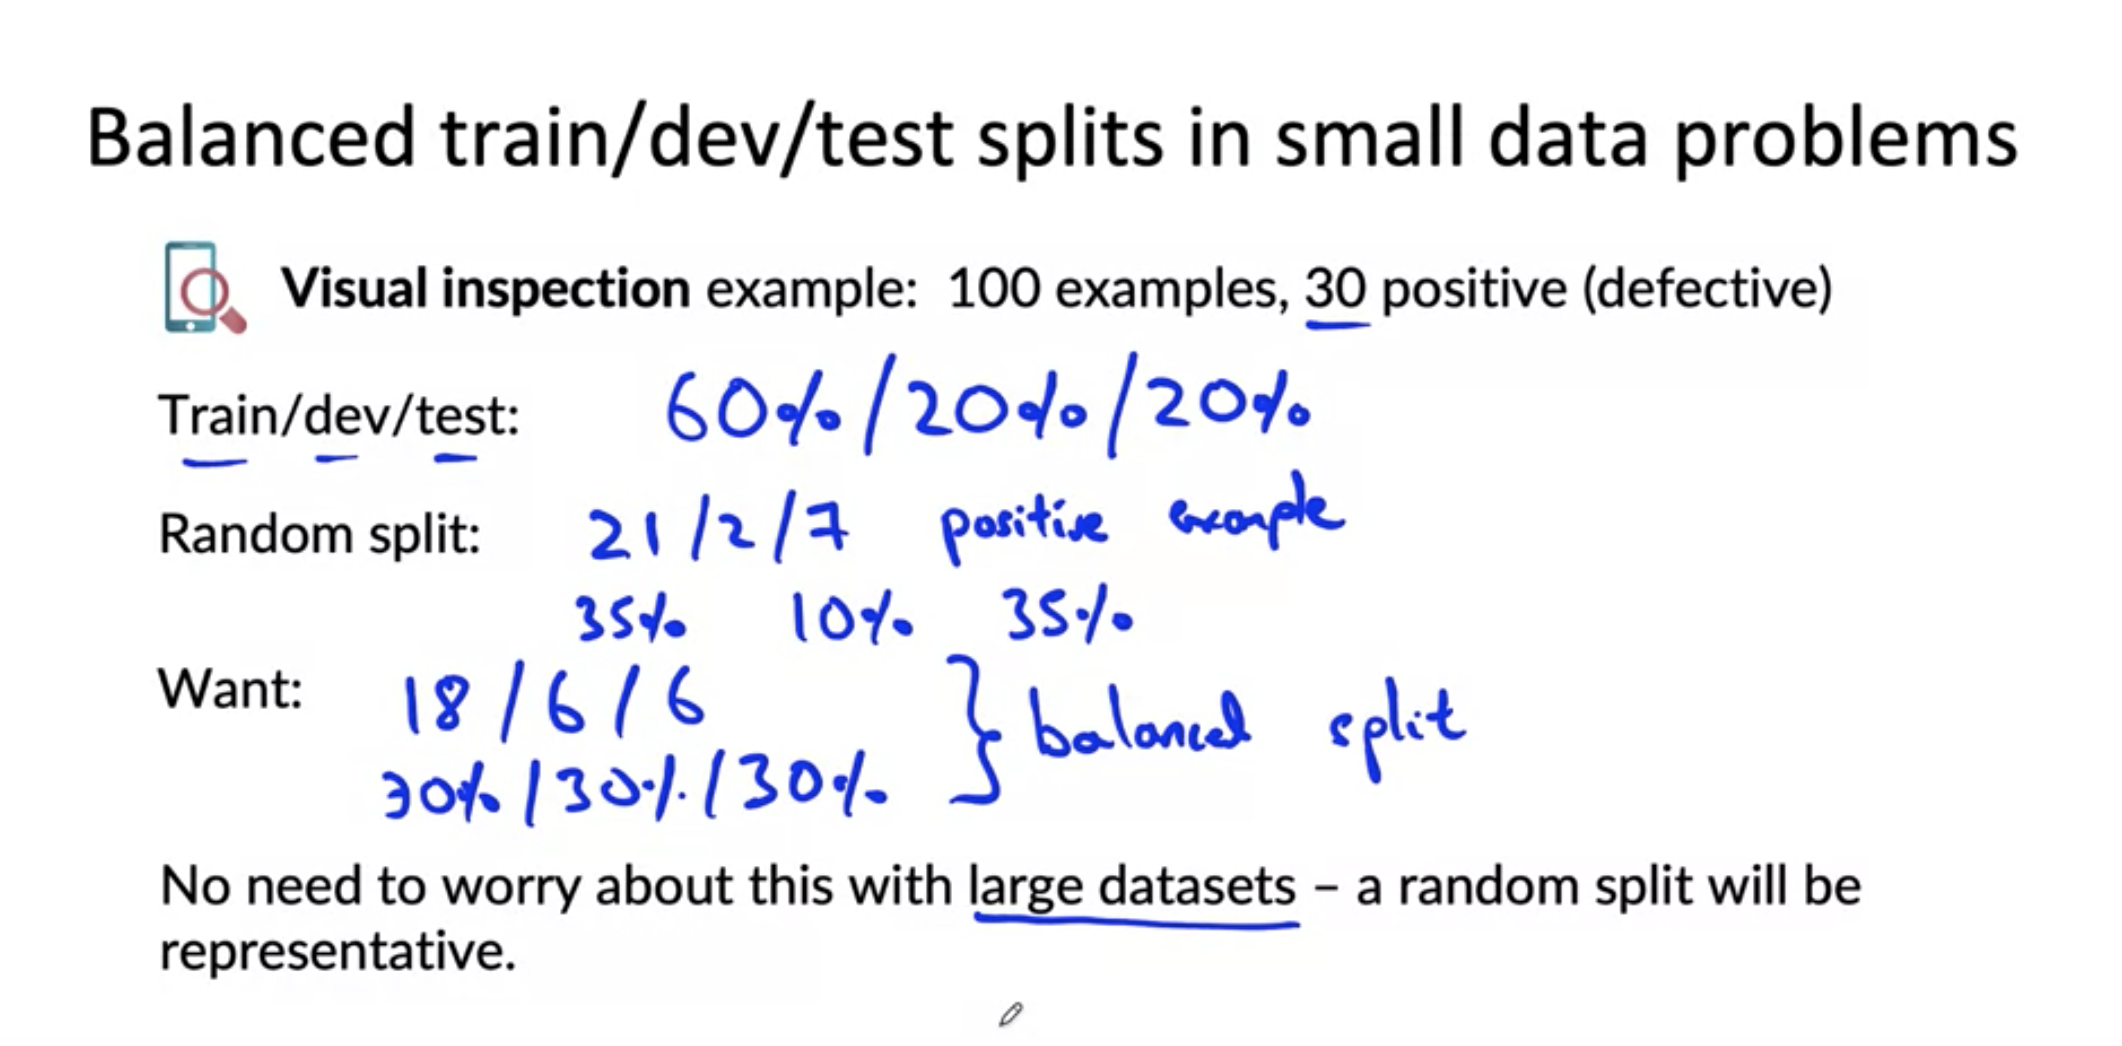 Balanced train/dev/test splits in small data problems
Visual inspection example: 100 examples, 30 positive (defective)
Train/dev/test: 60%/20%/20%
Random split: 21/2/7 positive example
35% 10% 35%
Want: 18/6/6
30%/30%/30% } balanced split
No need to worry about this with large datasets – a random split will be
representative.